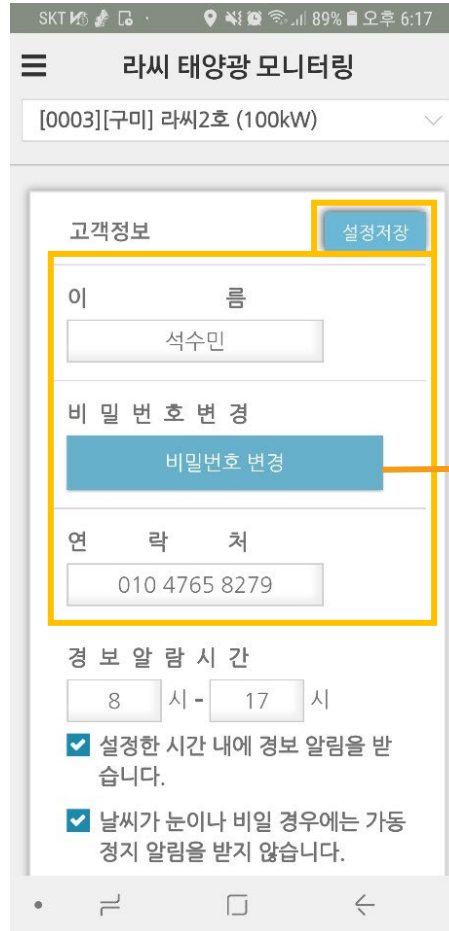 SKT 89% 오후 6:17
라씨 태양광 모니터링
[0003][구미] 라씨2호 (100kW)
고객정보 설정저장
이 름
석수민
비 밀 번 호 변 경
비밀번호 변경
연 락 처
010 4765 8279
경 보 알 람 시 간
8 시 - 17 시
설정한 시간 내에 경보 알림을 받
습니다.
날씨가 눈이나 비일 경우에는 가동
정지 알림을 받지 않습니다.